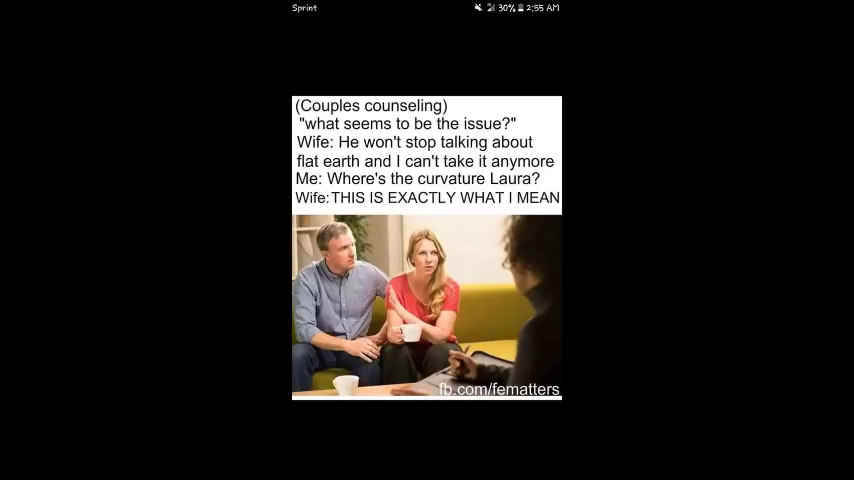 Sprint 30% 2:55 AM
(Couples counseling)
"what seems to be the issue?"
Wife: He won't stop talking about
flat earth and I can't take it anymore
Me: Where's the curvature Laura?
Wife: THIS IS EXACTLY WHAT I MEAN
fb.com/fematters